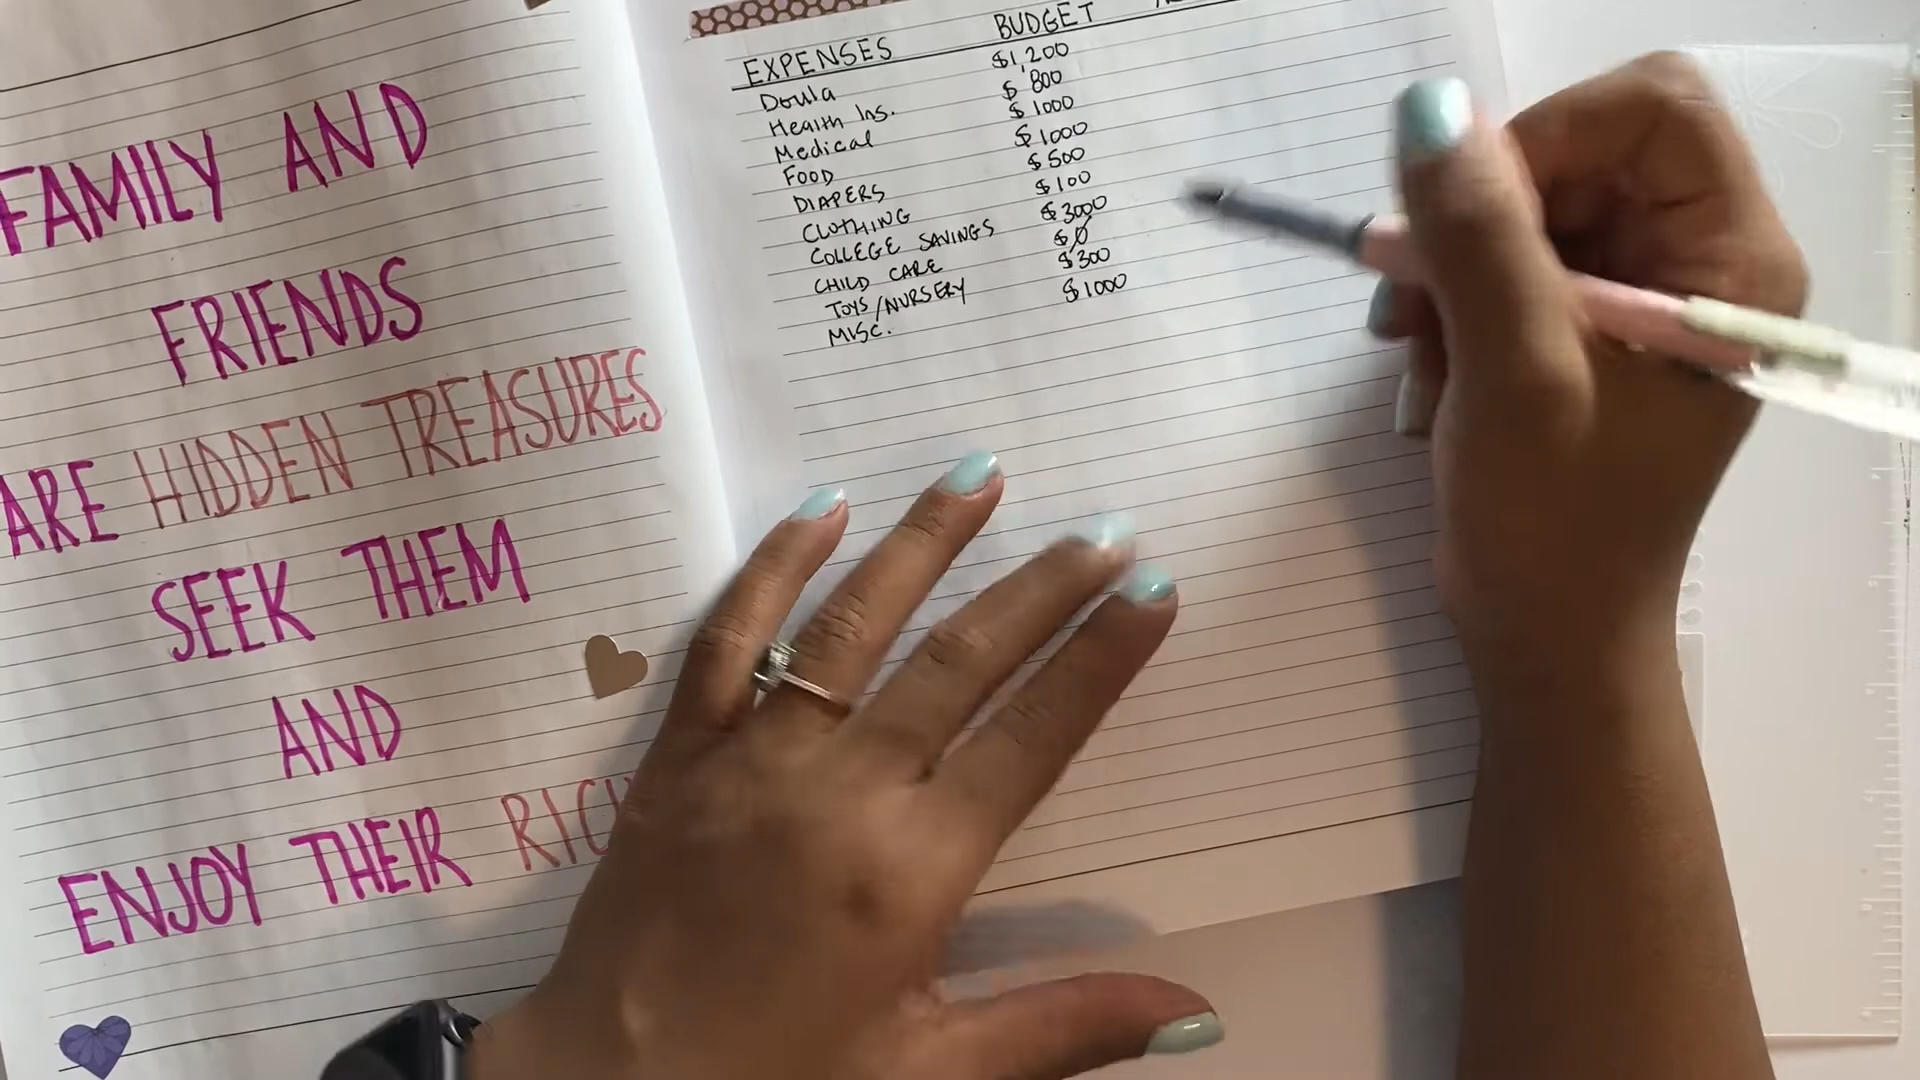 FAMILY AND
FRIENDS
ARE HIDDEN TREASURES
SEEK THEM
AND
ENJOY THEIR
EXPENSES BUDGET
Doula $1,200
Health Ins. $800
Medical $1000
FOOD $1000
DIAPERS $500
CLOTHING $100
COLLEGE SAVINGS $3000
CHILD CARE $0
TOYS/NURSERY $300
MISC. $1000